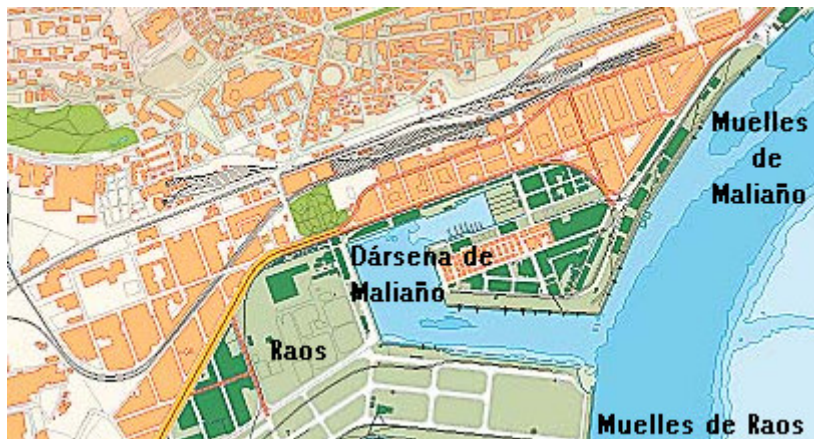 Muelles
de
Maliaño
Dársena de
Maliaño
Raos
Muelles de Raos